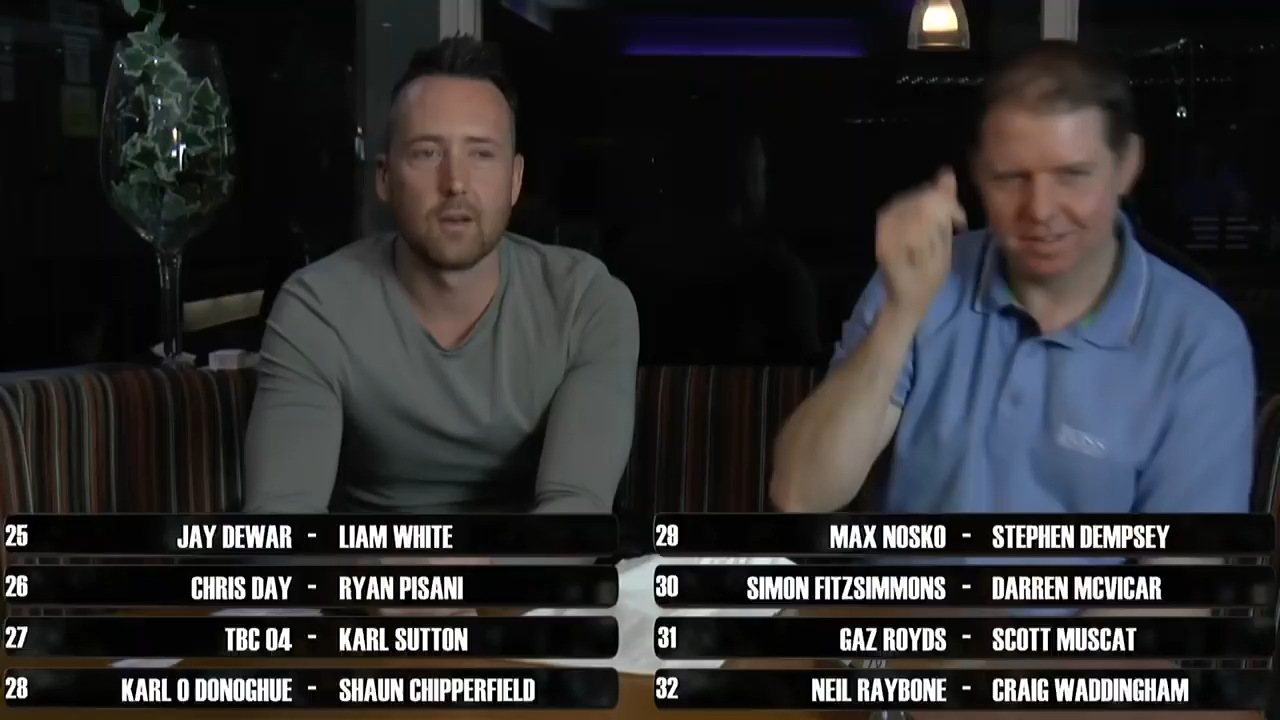 BOSS
25 JAY DEWAR - LIAM WHITE
26 CHRIS DAY - RYAN PISANI
27 TBC 04 - KARL SUTTON
28 KARL O DONOGHUE - SHAUN CHIPPERFIELD
29 MAX NOSKO - STEPHEN DEMPSEY
30 SIMON FITZSIMMONS - DARREN MCVICAR
31 GAZ ROYDS - SCOTT MUSCAT
32 NEIL RAYBONE - CRAIG WADDINGHAM